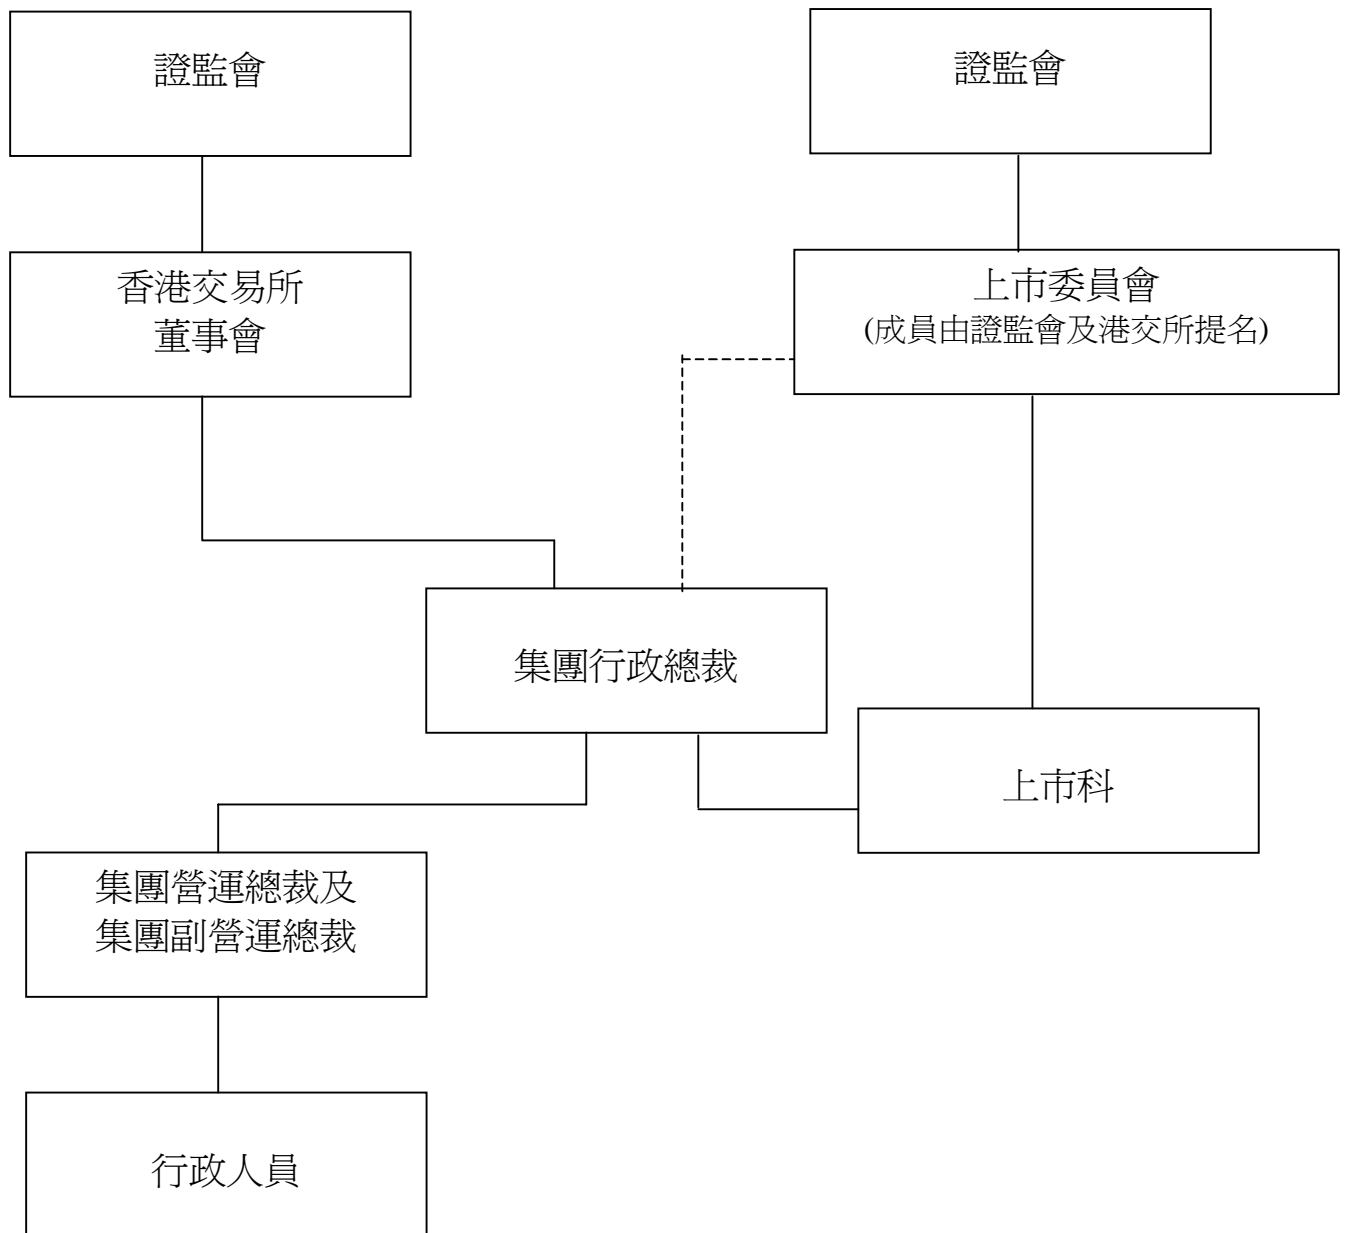 證監會
證監會
香港交易所
董事會
上市委員會
(成員由證監會及港交所提名)
集團行政總裁
上市科
集團營運總裁及
集團副營運總裁
行政人員